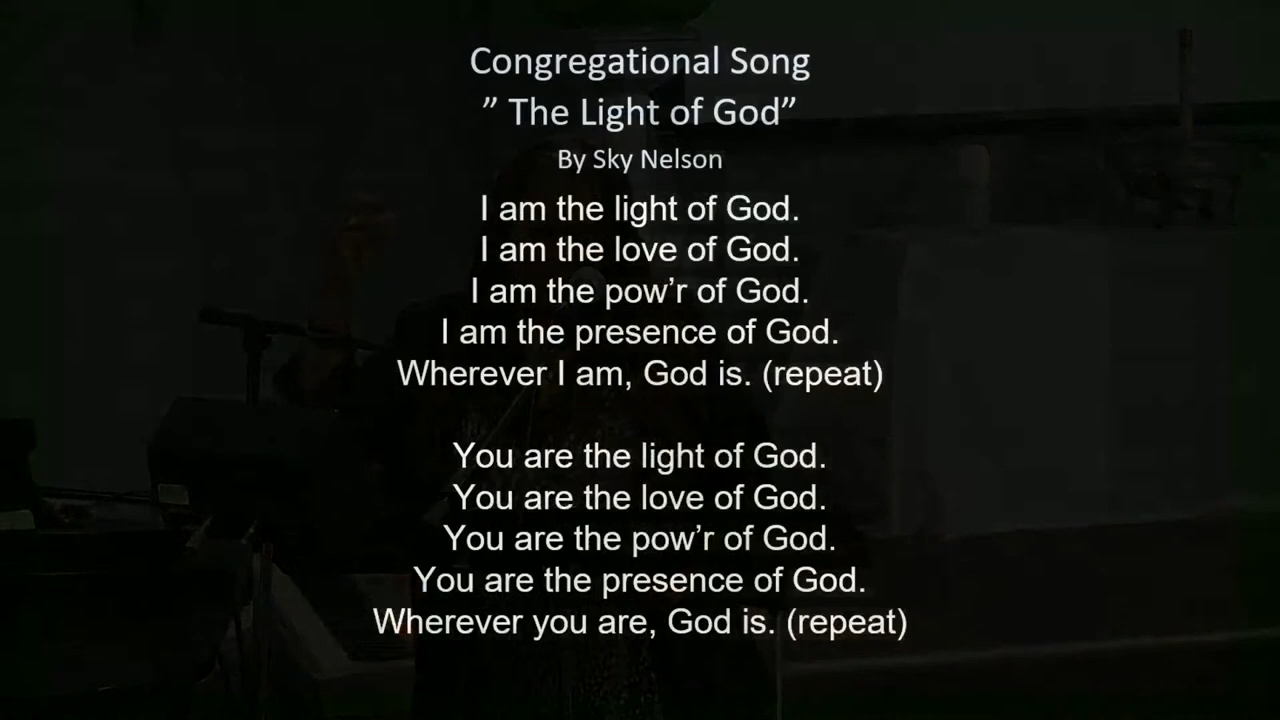 Congregational Song
” The Light of God”
By Sky Nelson
I am the light of God.
I am the love of God.
I am the pow’r of God.
I am the presence of God.
Wherever I am, God is. (repeat)
You are the light of God.
You are the love of God.
You are the pow’r of God.
You are the presence of God.
Wherever you are, God is. (repeat)